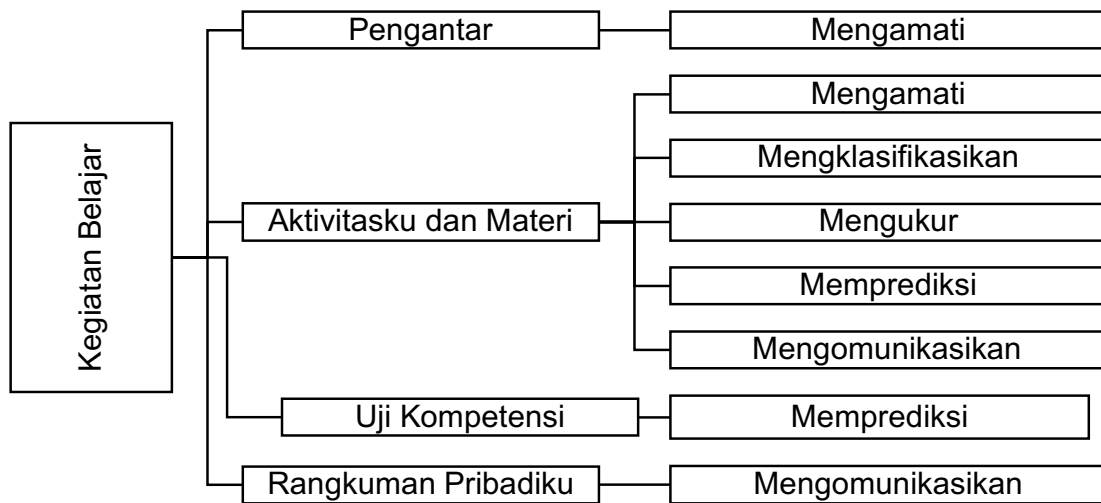 Kegiatan Belajar
Pengantar
Mengamati
Aktivitasku dan Materi
Mengamati
Mengklasifikasikan
Mengukur
Memprediksi
Mengomunikasikan
Uji Kompetensi
Memprediksi
Rangkuman Pribadiku
Mengomunikasikan